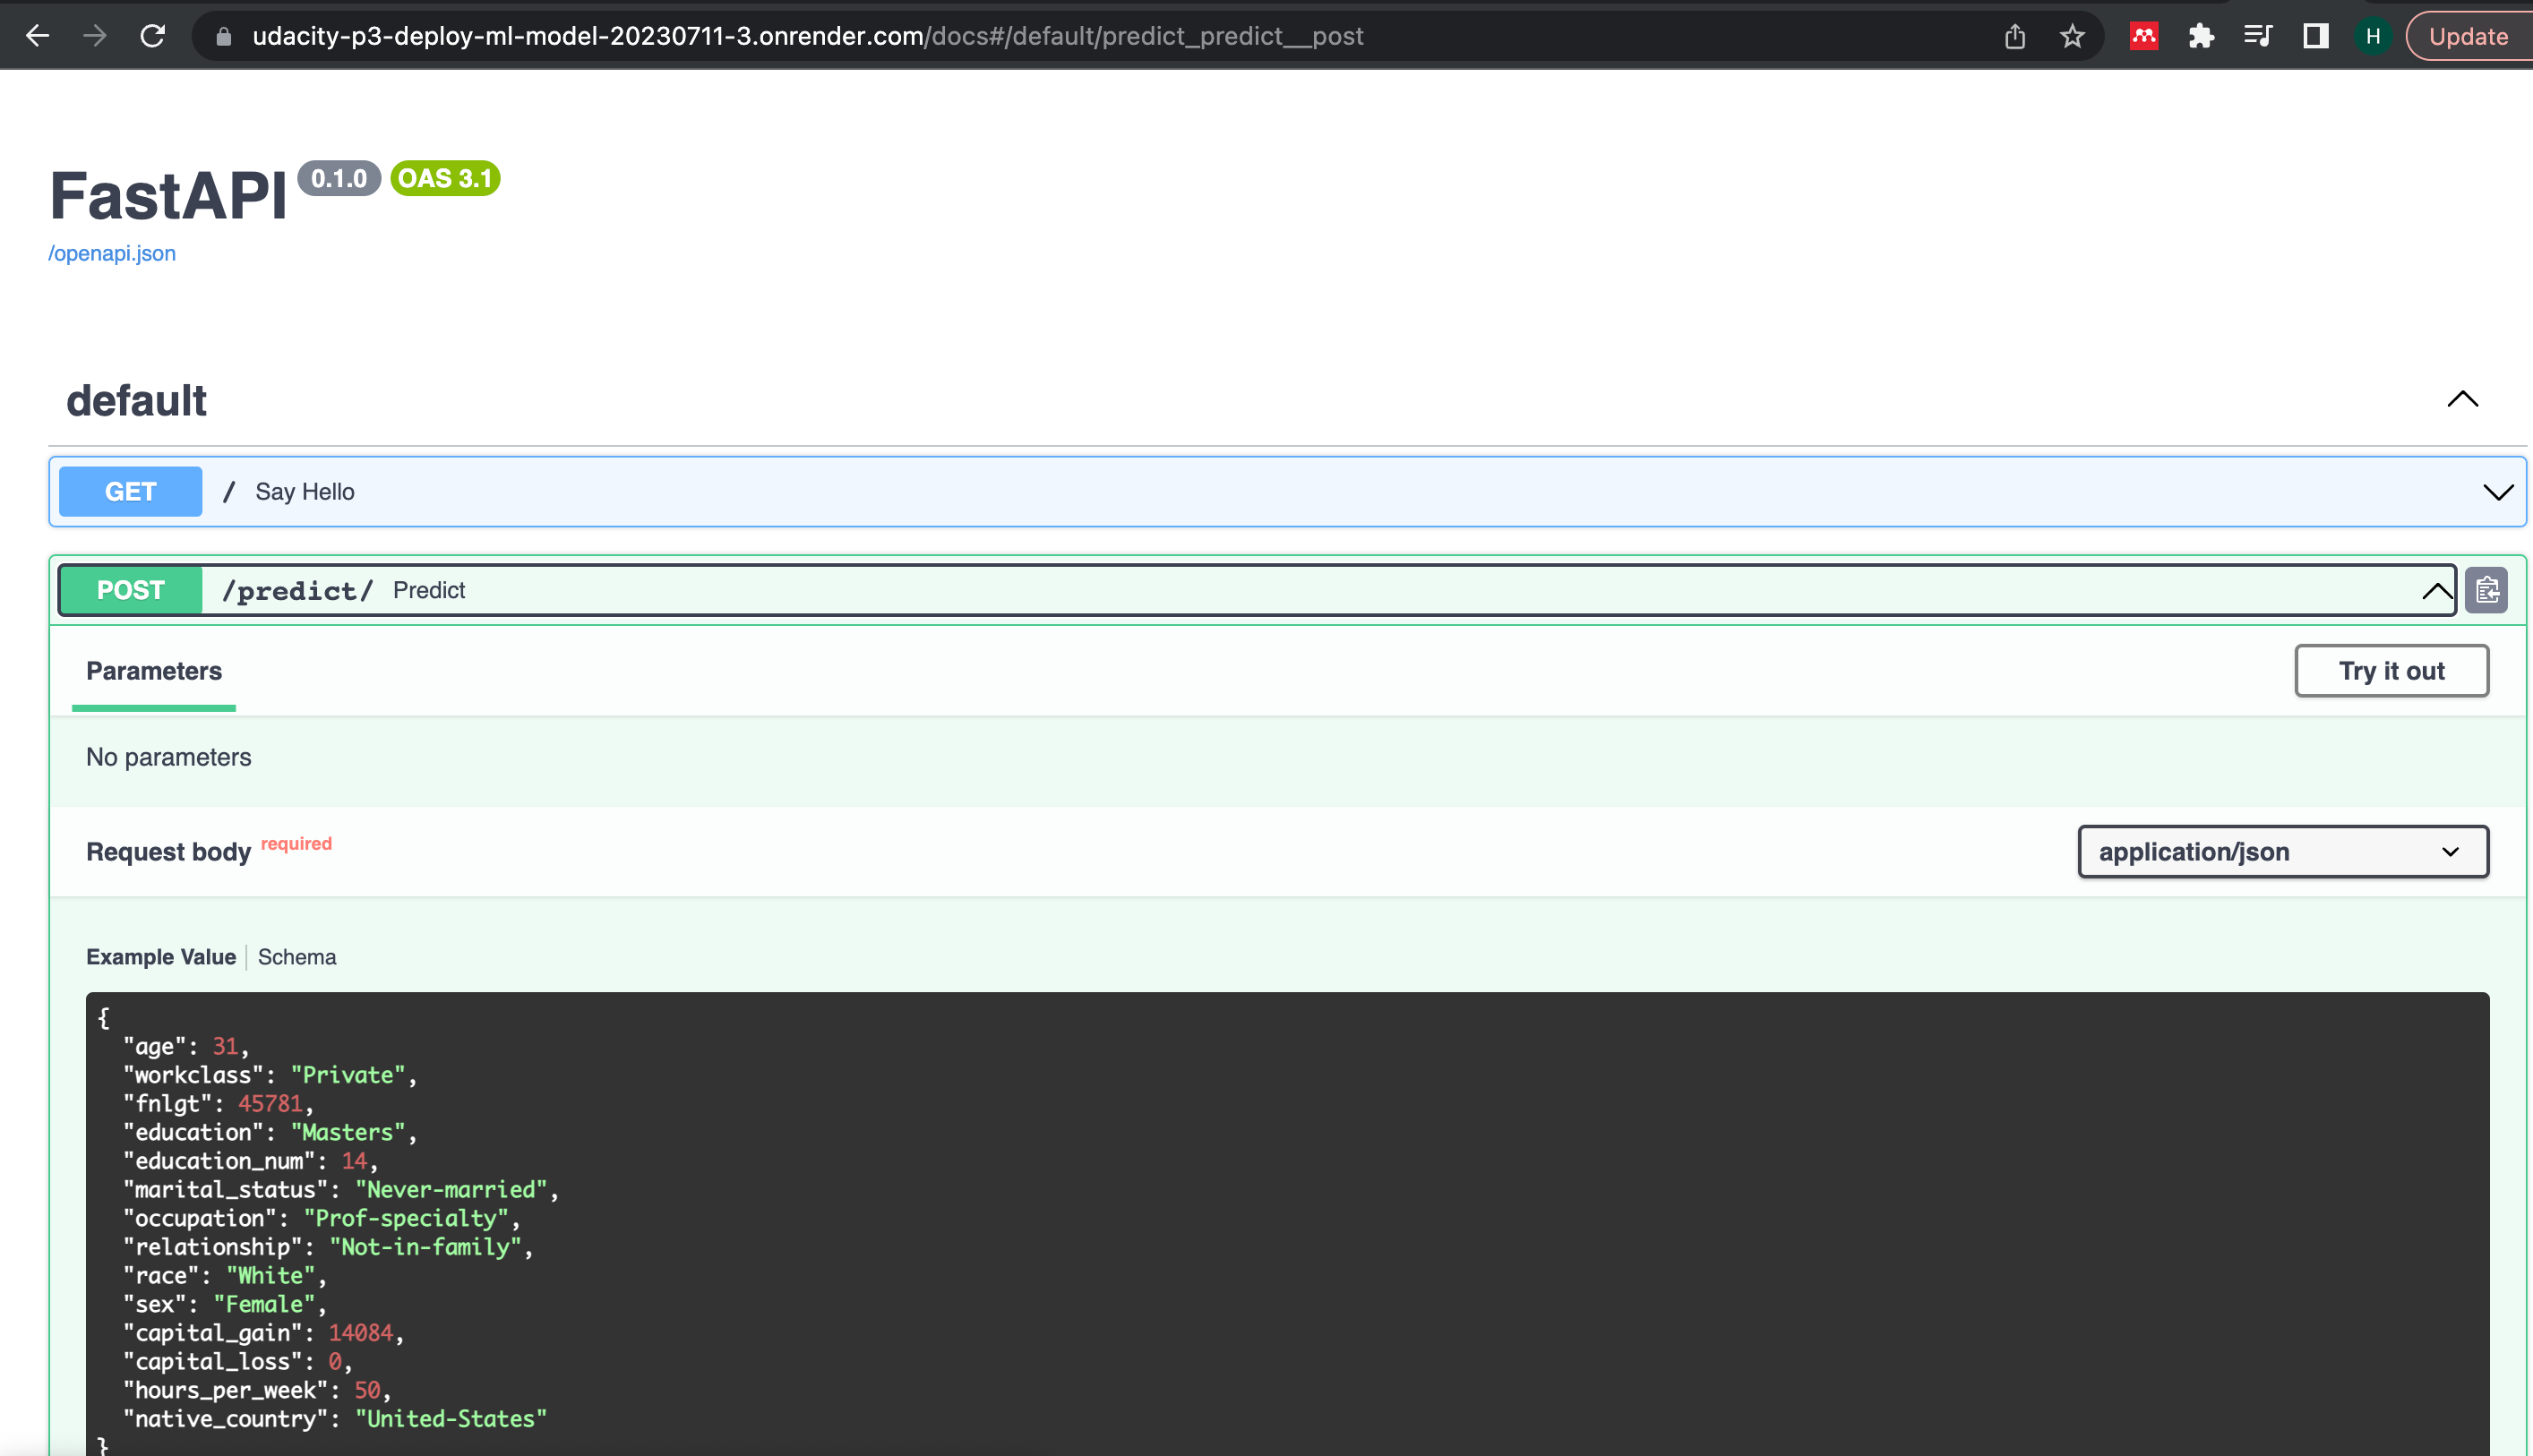 udacity-p3-deploy-ml-model-20230711-3.onrender.com/docs#/default/predict_predict__post
H
Update
FastAPI 0.1.0 OAS 3.1
/openapi.json
default
GET / Say Hello
POST /predict/ Predict
Parameters
Try it out
No parameters
Request body required
application/json
Example Value
Schema
{
"age": 31,
"workclass": "Private",
"fnlgt": 45781,
"education": "Masters",
"education_num": 14,
"marital_status": "Never-married",
"occupation": "Prof-specialty",
"relationship": "Not-in-family",
"race": "White",
"sex": "Female",
"capital_gain": 14084,
"capital_loss": 0,
"hours_per_week": 50,
"native_country": "United-States"
}